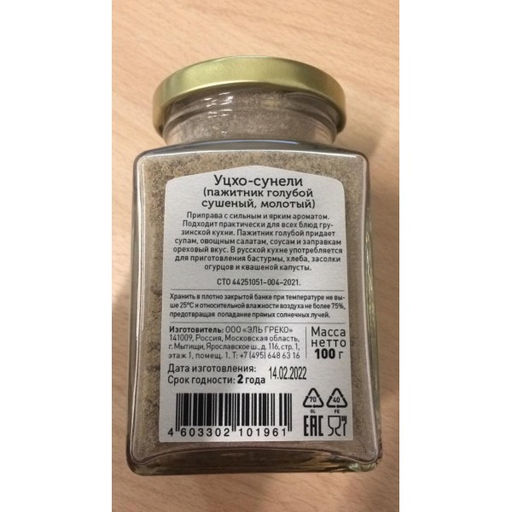 Уцхо-сунели
(пажитник голубой
сушеный, молотый)
Приправа с сильным и ярким ароматом.
Подходит практически для всех блюд гру-
зинской кухни. Пажитник голубой придает
супам, овощным салатам, соусам и заправкам
ореховый вкус. В русской кухне употребляется
для приготовления бастурмы, хлеба, засолки
огурцов и квашеной капусты.
СТО 44251051-004-2021.
Хранить в плотно закрытой банке при температуре не вы-
ше 25°С и относительной влажности воздуха не более 75%,
предотвращая попадание прямых солнечных лучей.
Изготовитель: ООО «ЭЛЬ ГРЕКО»
141009, Россия, Московская область,
г. Мытищи, Ярославское ш., д. 116, стр. 1,
этаж 1, помещ. 1. Т: +7 (495) 648 63 16
Масса
нетто
100 г
Дата изготовления: 14.02.2022
Срок годности: 2 года
4 603302 101961
70
GL
40
FE
EAC